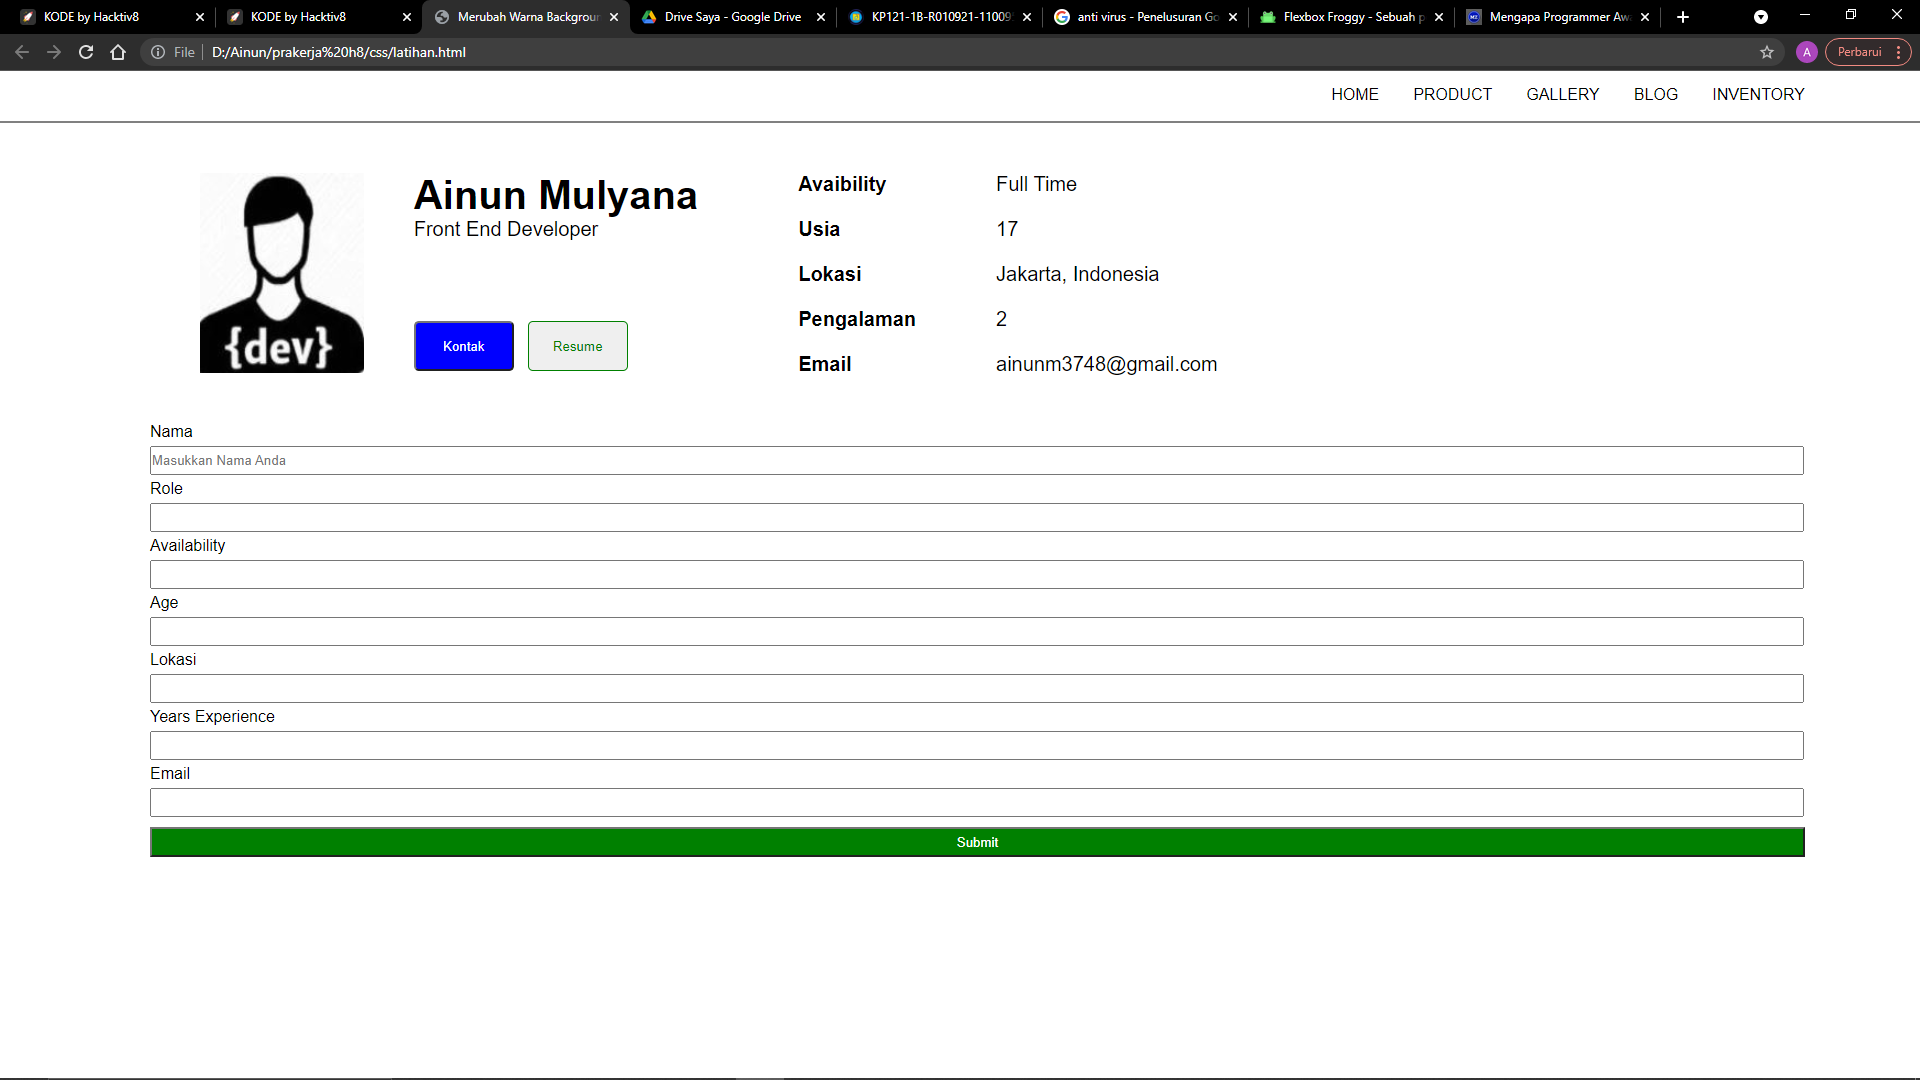 KODE by Hacktiv8
KODE by Hacktiv8
Merubah Warna Backgroun
Drive Saya - Google Drive
KP121-1B-R010921-11009
anti virus - Penelusuran Go
Flexbox Froggy - Sebuah p
Mengapa Programmer Aw
File
D:/Ainun/prakerja%20h8/css/latihan.html
A
Perbarui
HOME PRODUCT GALLERY BLOG INVENTORY
{dev}
Ainun Mulyana
Front End Developer
Kontak
Resume
Avaibility Full Time
Usia 17
Lokasi Jakarta, Indonesia
Pengalaman 2
Email ainunm3748@gmail.com
Nama
Masukkan Nama Anda
Role
Availability
Age
Lokasi
Years Experience
Email
Submit